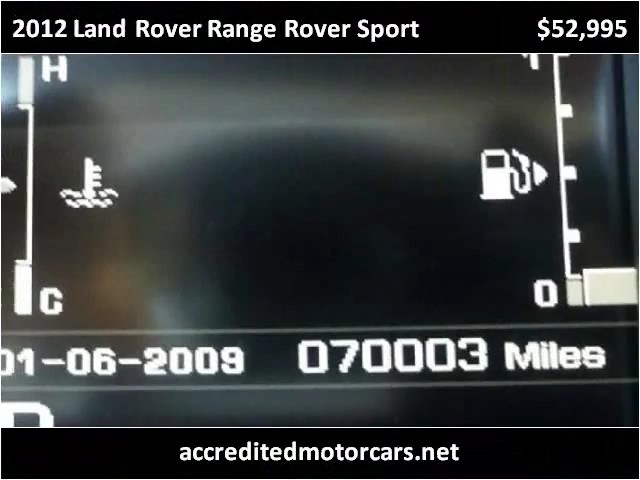 2012 Land Rover Range Rover Sport $52,995
H
C 0
01-06-2009 070003 Miles
accreditedmotorcars.net